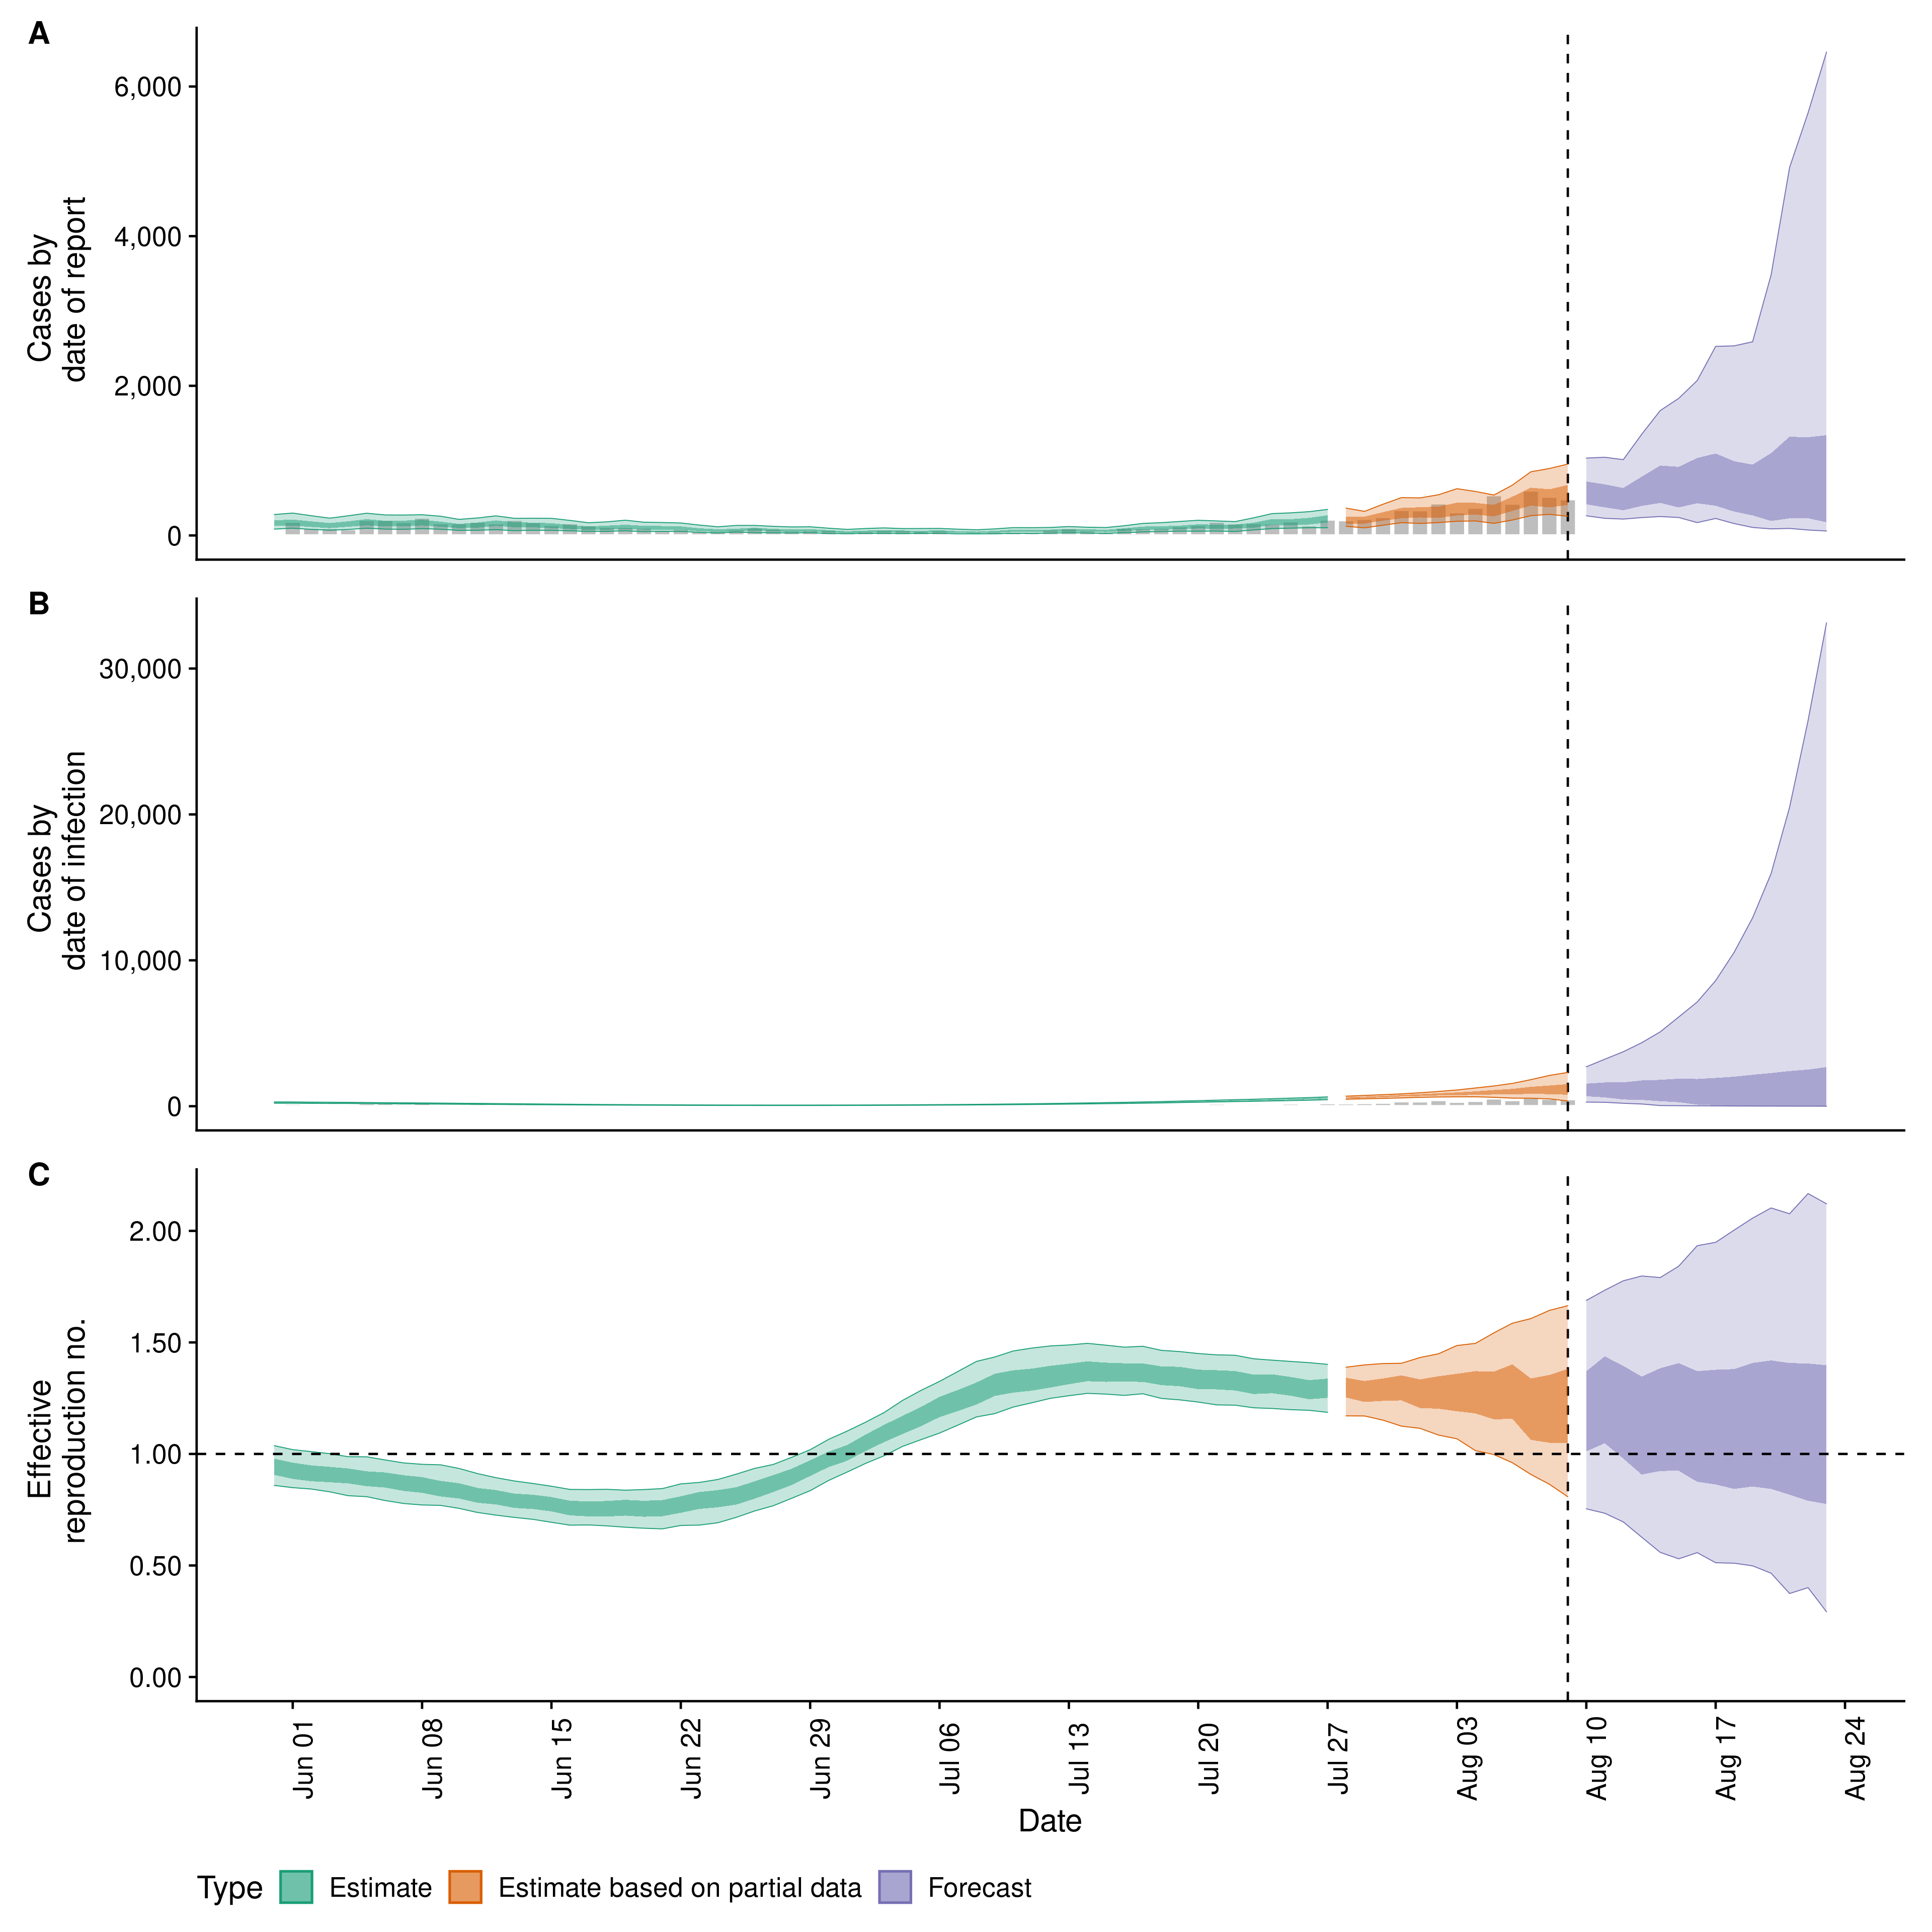 A
Cases by
date of report
6,000
4,000
2,000
0
B
Cases by
date of infection
30,000
20,000
10,000
0
C
Effective
reproduction no.
2.00
1.50
1.00
0.50
0.00
Jun 01
Jun 08
Jun 15
Jun 22
Jun 29
Jul 06
Jul 13
Jul 20
Jul 27
Aug 03
Aug 10
Aug 17
Aug 24
Date
Type Estimate Estimate based on partial data Forecast